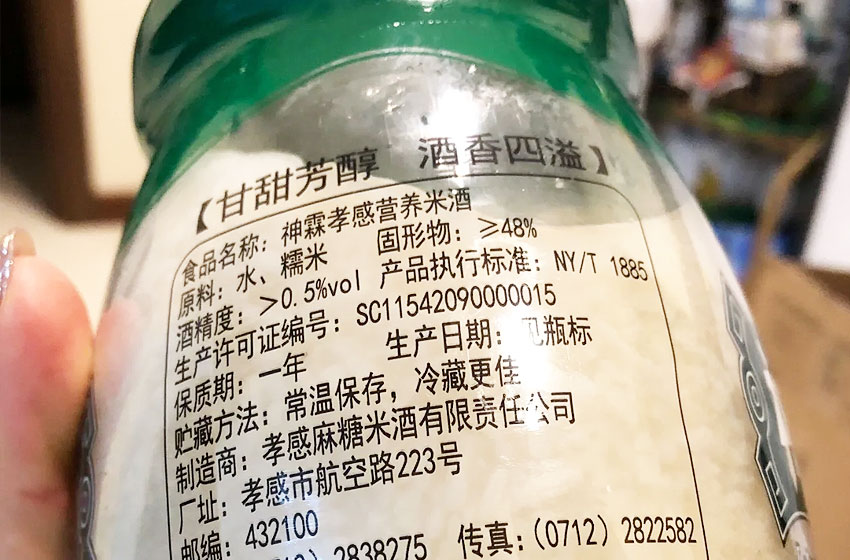 【甘甜芳醇 酒香四溢】
食品名称：神霖孝感营养米酒
原料：水、糯米 固形物：≥48%
酒精度：＞0.5%vol 产品执行标准：NY/T 1885
生产许可证编号：SC11542090000015
保质期：一年 生产日期：见瓶标
贮藏方法：常温保存，冷藏更佳
制造商：孝感麻糖米酒有限责任公司
厂址：孝感市航空路223号
邮编：432100
2838275 传真：(0712) 2822582